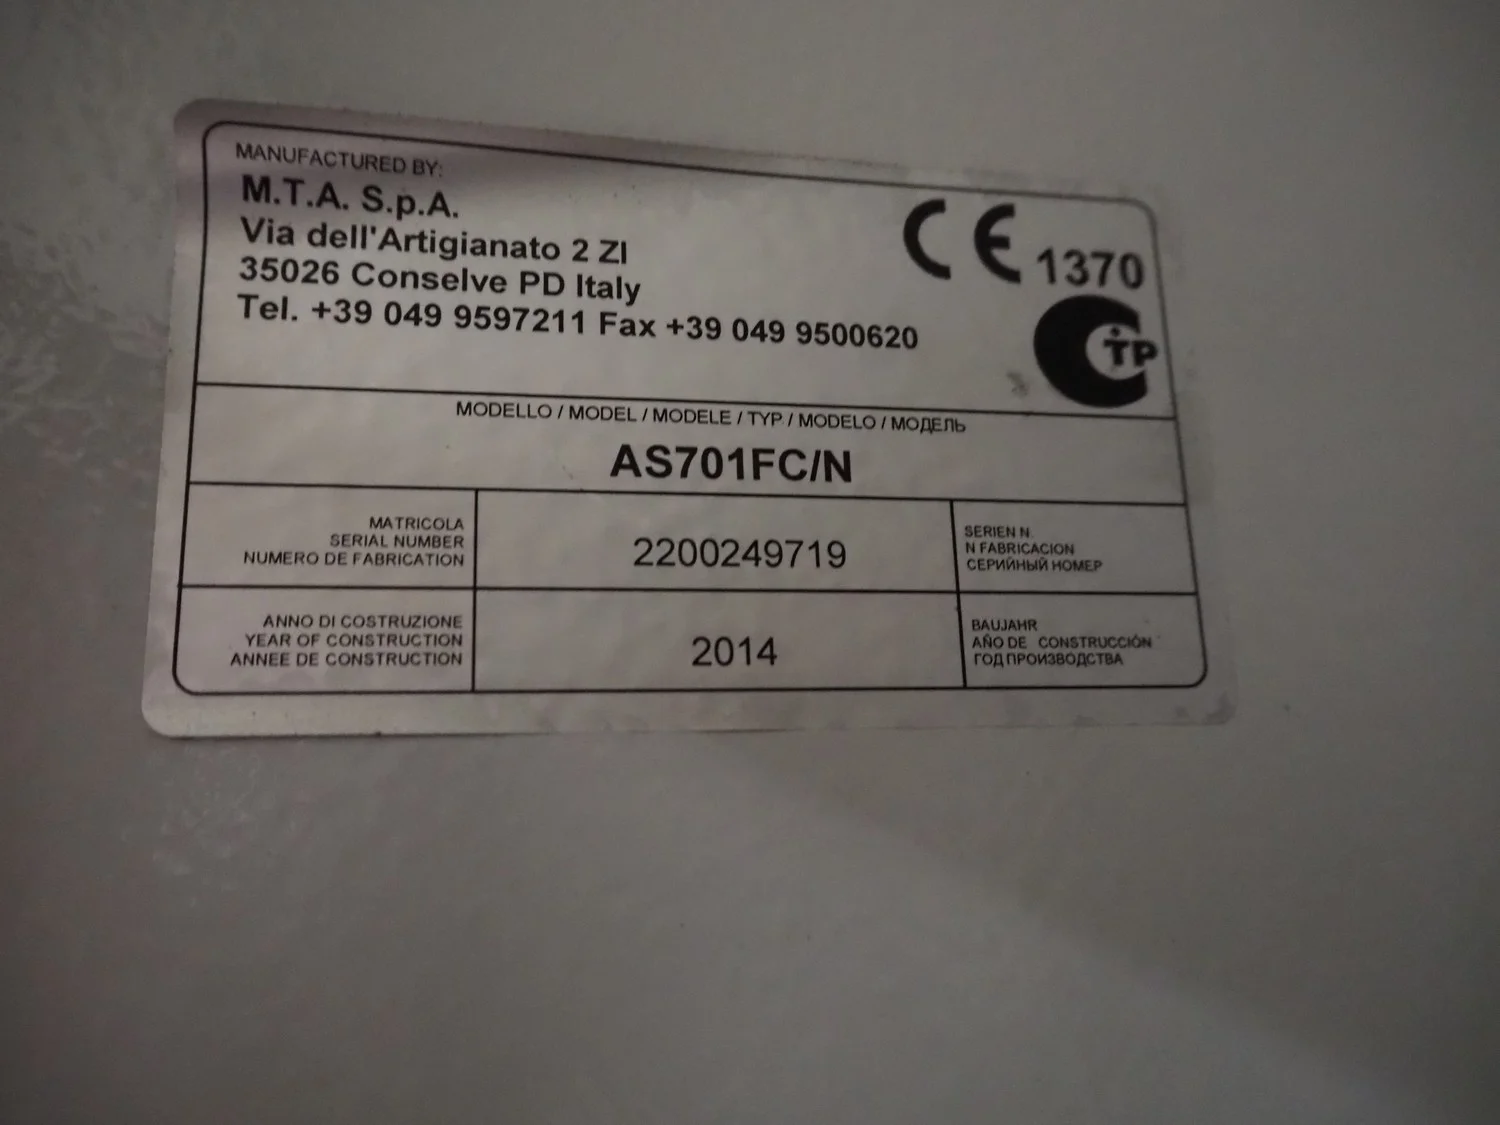 MANUFACTURED BY:
M.T.A. S.p.A.
Via dell'Artigianato 2 ZI
35026 Conselve PD Italy
Tel. +39 049 9597211 Fax +39 049 9500620
CE 1370
TP
MODELLO / MODEL / MODELE / TYP / MODELO / МОДЕЛЬ
AS701FC/N
MATRICOLA
SERIAL NUMBER
NUMERO DE FABRICATION
2200249719
SERIEN N.
N FABRICACION
СЕРИЙНЫЙ НОМЕР
ANNO DI COSTRUZIONE
YEAR OF CONSTRUCTION
ANNEE DE CONSTRUCTION
2014
BAUJAHR
AÑO DE CONSTRUCCIÓN
ГОД ПРОИЗВОДСТВА